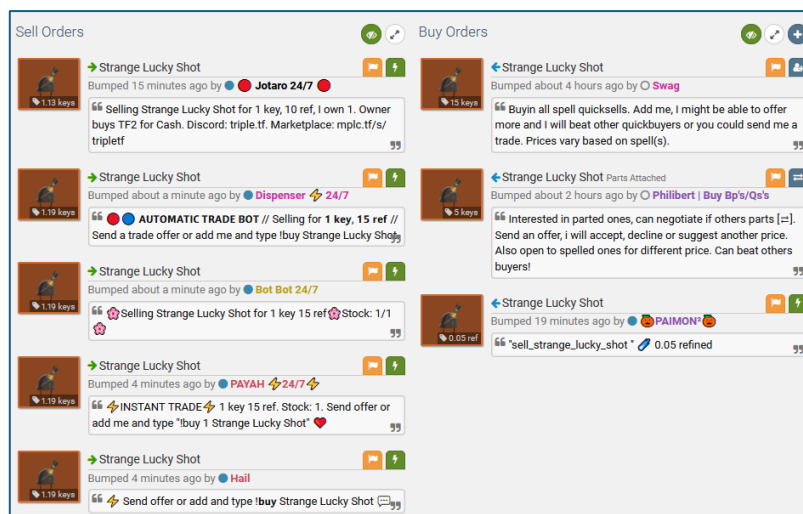 Sell Orders
Strange Lucky Shot
Bumped 15 minutes ago by Jotaro 24/7
1.13 keys
Selling Strange Lucky Shot for 1 key, 10 ref, I own 1. Owner
buys TF2 for Cash. Discord: triple.tf. Marketplace: mplc.tf/s/
tripletf
Strange Lucky Shot
Bumped about a minute ago by Dispenser ⚡ 24/7
1.19 keys
🔴 🔵 AUTOMATIC TRADE BOT // Selling for 1 key, 15 ref //
Send a trade offer or add me and type !buy Strange Lucky Shot
Strange Lucky Shot
Bumped about a minute ago by Bot Bot 24/7
1.19 keys
🌸Selling Strange Lucky Shot for 1 key 15 ref🌸Stock: 1/1
🌸
Strange Lucky Shot
Bumped 4 minutes ago by PAYAH ⚡24/7⚡
1.19 keys
⚡INSTANT TRADE⚡ 1 key 15 ref. Stock: 1. Send offer or
add me and type "!buy 1 Strange Lucky Shot" ❤️
Strange Lucky Shot
Bumped 4 minutes ago by Hail
1.19 keys
⚡ Send offer or add and type !buy Strange Lucky Shot 💬
Buy Orders
Strange Lucky Shot
Bumped about 4 hours ago by Swag
15 keys
Buyin all spell quicksells. Add me, I might be able to offer
more and I will beat other quickbuyers or you could send me a
trade. Prices vary based on spell(s).
Strange Lucky Shot Parts Attached
Bumped about 2 hours ago by Philibert | Buy Bp's/Qs's
5 keys
Interested in parted ones, can negotiate if others parts [⇄].
Send an offer, i will accept, decline or suggest another price.
Also open to spelled ones for different price. Can beat others
buyers!
Strange Lucky Shot
Bumped 19 minutes ago by 🎃PAIMON²🎃
0.05 ref
"sell_strange_lucky_shot " 0.05 refined